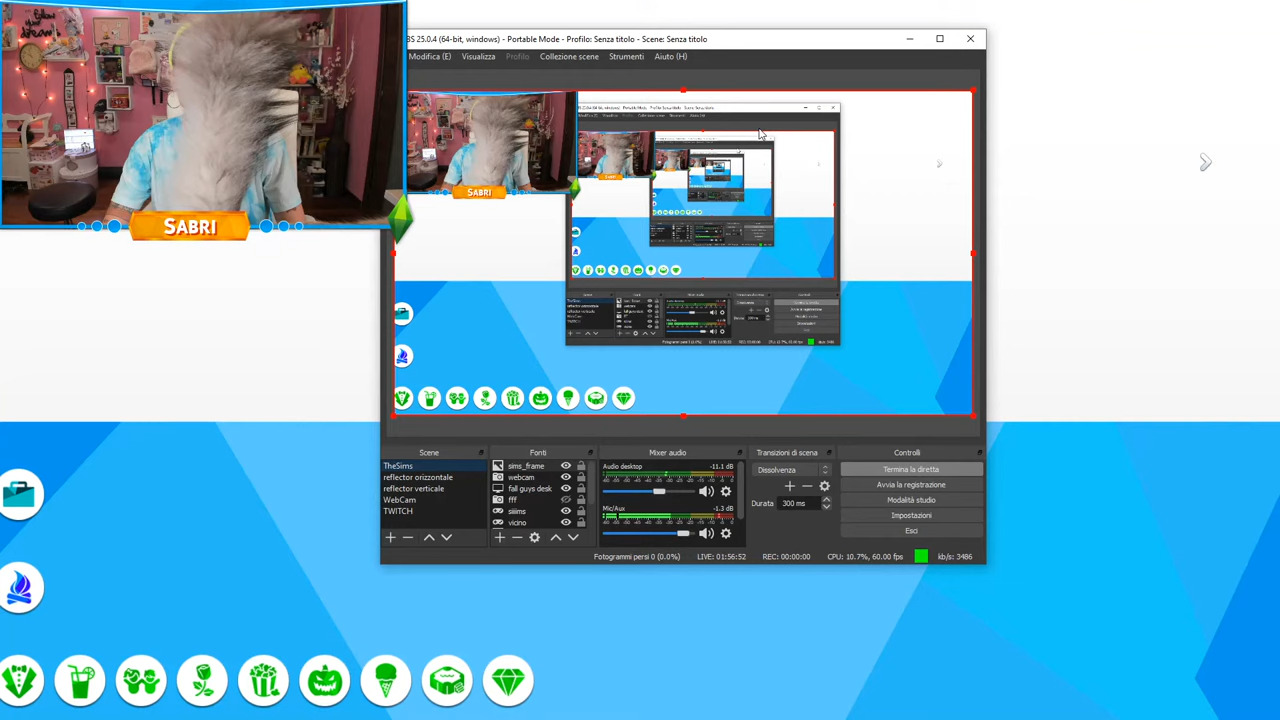 Follow
your
dream!
SABRI
BS 25.0.4 (64-bit, windows) - Portable Mode - Profilo: Senza titolo - Scene: Senza titolo
Modifica (E) Visualizza Profilo Collezione scene Strumenti Aiuto (H)
SABRI
Scene
TheSims
reflector orizzontale
reflector verticale
WebCam
TWITCH
Fonti
sims_frame
webcam
fall guys desk
fff
siiiims
vicino
Mixer audio
Audio desktop -11.1 dB
Mic/Aux -1.3 dB
Transizioni di scena
Dissolvenza
Durata 300 ms
Controlli
Termina la diretta
Avvia la registrazione
Modalità studio
Impostazioni
Esci
Fotogrammi persi 0 (0.0%) LIVE: 01:56:52 REC: 00:00:00 CPU: 10.7%, 60.00 fps kb/s: 3486